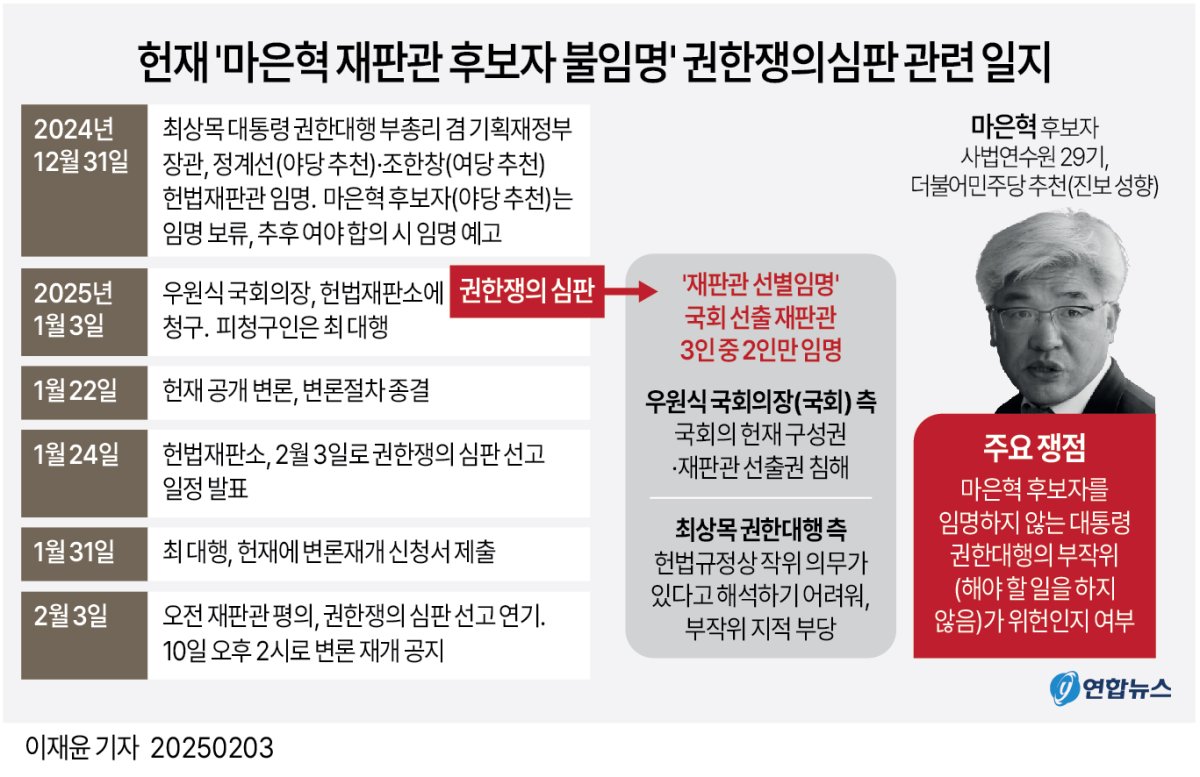 헌재 '마은혁 재판관 후보자 불임명' 권한쟁의심판 관련 일지
2024년
12월 31일
최상목 대통령 권한대행 부총리 겸 기획재정부
장관, 정계선(야당 추천)·조한창(여당 추천)
헌법재판관 임명. 마은혁 후보자(야당 추천)는
임명 보류, 추후 여야 합의 시 임명 예고
2025년
1월 3일
우원식 국회의장, 헌법재판소에 권한쟁의 심판
청구. 피청구인은 최 대행
1월 22일
헌재 공개 변론, 변론절차 종결
1월 24일
헌법재판소, 2월 3일로 권한쟁의 심판 선고
일정 발표
1월 31일
최 대행, 헌재에 변론재개 신청서 제출
2월 3일
오전 재판관 평의, 권한쟁의 심판 선고 연기.
10일 오후 2시로 변론 재개 공지
'재판관 선별임명'
국회 선출 재판관
3인 중 2인만 임명
우원식 국회의장(국회) 측
국회의 헌재 구성권
·재판관 선출권 침해
최상목 권한대행 측
헌법규정상 작위 의무가
있다고 해석하기 어려워,
부작위 지적 부당
마은혁 후보자
사법연수원 29기,
더불어민주당 추천(진보 성향)
주요 쟁점
마은혁 후보자를
임명하지 않는 대통령
권한대행의 부작위
(해야 할 일을 하지
않음)가 위헌인지 여부
연합뉴스
이재윤 기자 20250203